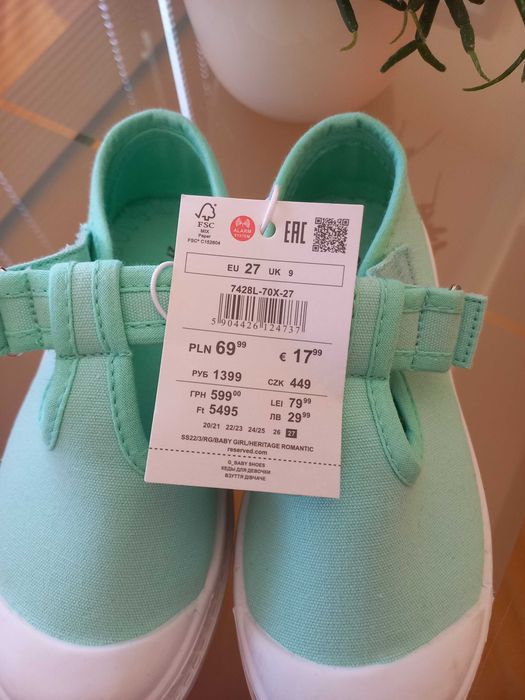 FSC
MIX
Paper
FSC® C182604
ALARM
SYSTEM
EAC
EU 27 UK 9
7428L-70X-27
5 904426 124737
PLN 69 99 € 17 99
РУБ 1399 CZK 449
ГРН 599 00 LEI 79 99
Ft 5495 ЛВ 29 99
20/21 22/23 24/25 26 27
SS22/3/RG/BABY GIRL/HERITAGE ROMANTIC
reserved.com
G_BABY SHOES
КЕДЫ ДЛЯ ДЕВОЧКИ
ВЗУТТЯ ДІВЧАЧЕ